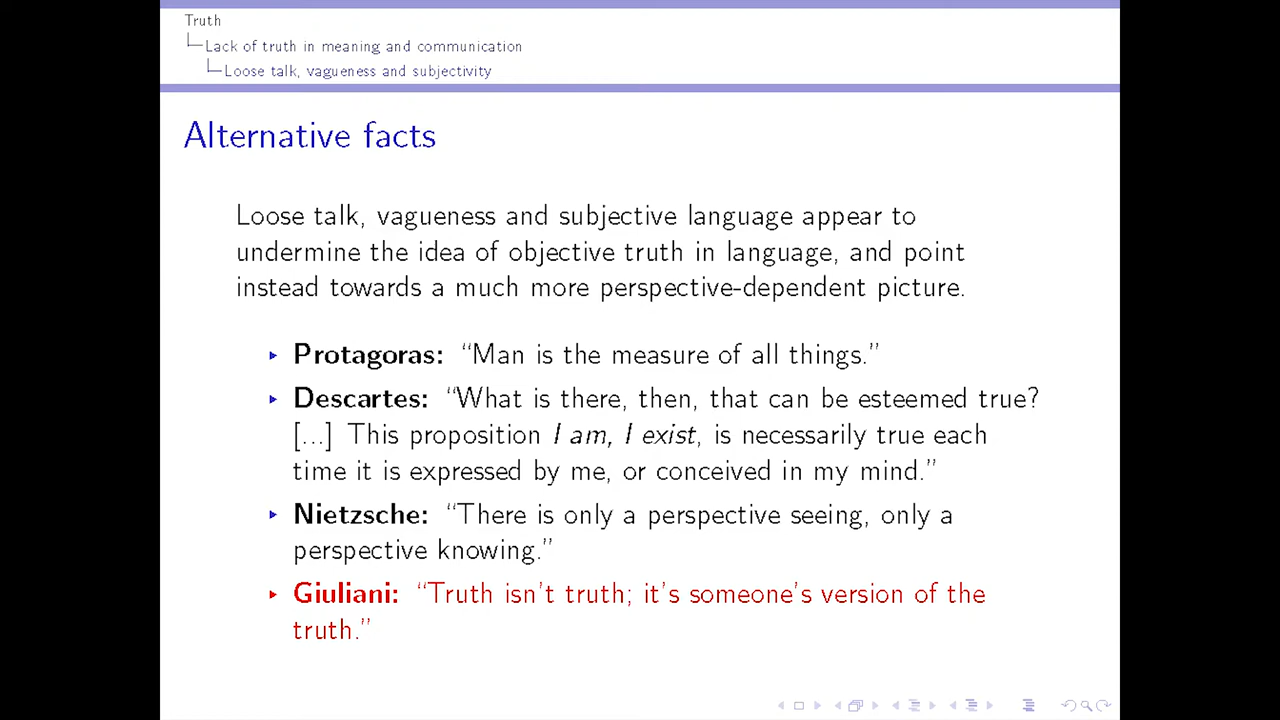 Truth
Lack of truth in meaning and communication
Loose talk, vagueness and subjectivity
Alternative facts
Loose talk, vagueness and subjective language appear to
undermine the idea of objective truth in language, and point
instead towards a much more perspective-dependent picture.
Protagoras: “Man is the measure of all things.”
Descartes: “What is there, then, that can be esteemed true?
[...] This proposition I am, I exist, is necessarily true each
time it is expressed by me, or conceived in my mind.”
Nietzsche: “There is only a perspective seeing, only a
perspective knowing.”
Giuliani: “Truth isn't truth; it's someone's version of the
truth.”